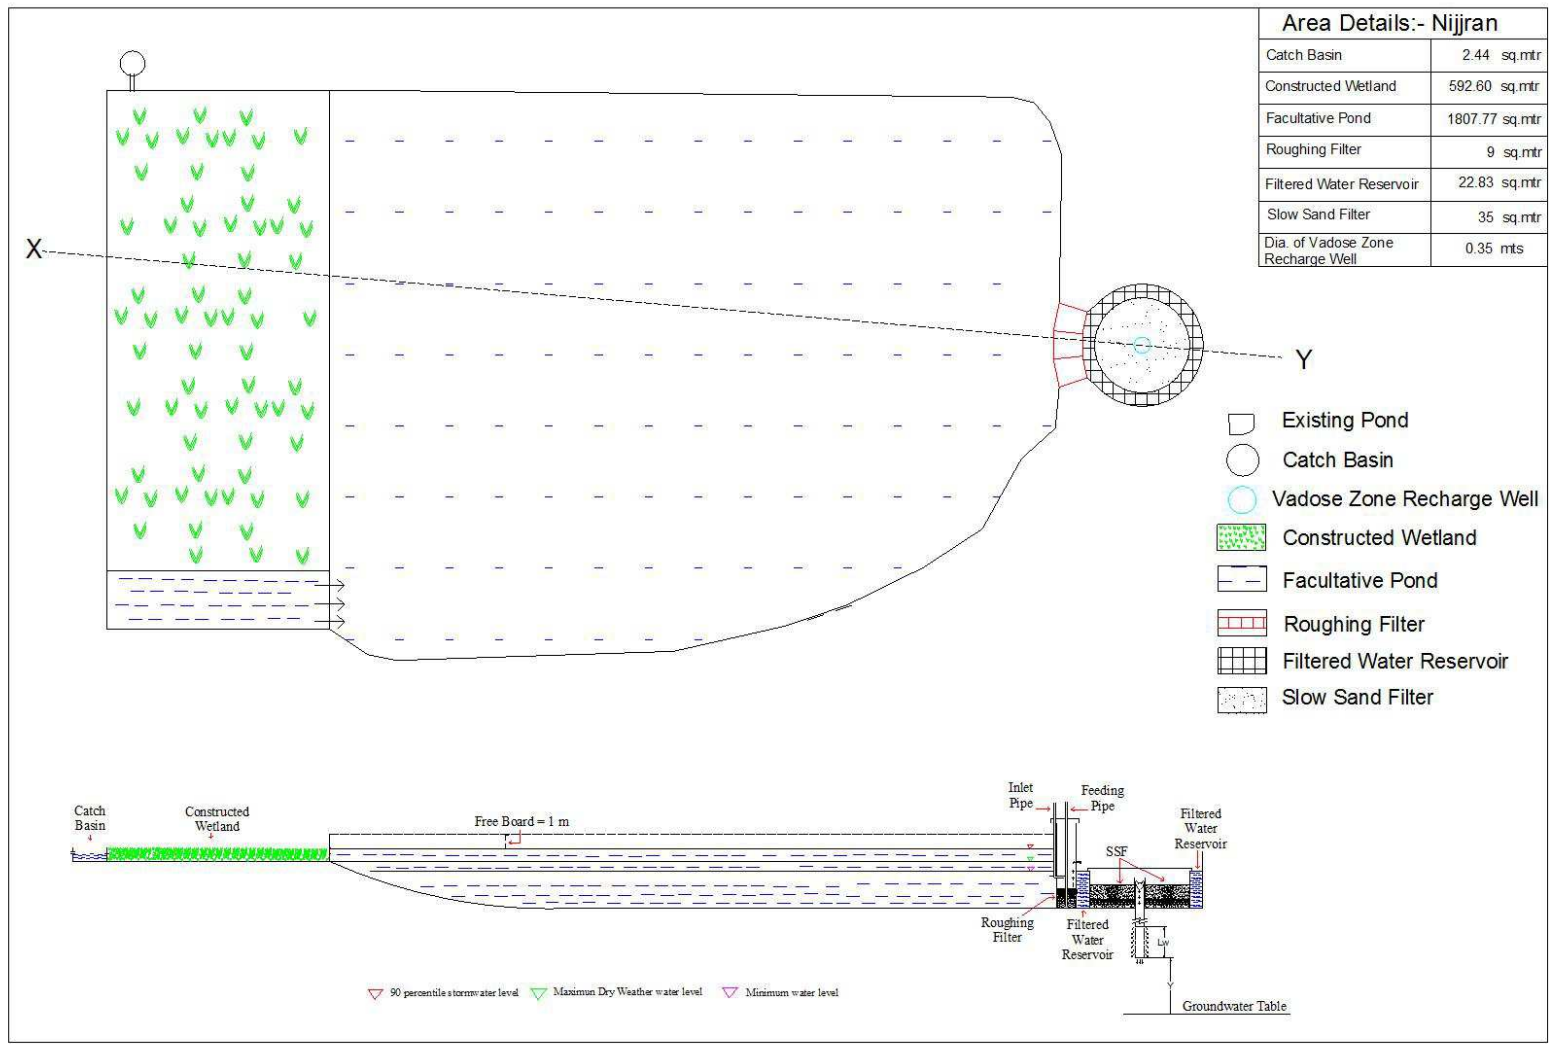 Area Details:- Nijjran
Catch Basin 2.44 sq.mtr
Constructed Wetland 592.60 sq.mtr
Facultative Pond 1807.77 sq.mtr
Roughing Filter 9 sq.mtr
Filtered Water Reservoir 22.83 sq.mtr
Slow Sand Filter 35 sq.mtr
Dia. of Vadose Zone
Recharge Well 0.35 mts
X
Y
Existing Pond
Catch Basin
Vadose Zone Recharge Well
Constructed Wetland
Facultative Pond
Roughing Filter
Filtered Water Reservoir
Slow Sand Filter
Catch
Basin
Constructed
Wetland
Free Board = 1 m
Inlet
Pipe
Feeding
Pipe
Filtered
Water
Reservoir
SSF
Roughing
Filter
Filtered
Water
Reservoir
Lw
Y
Groundwater Table
90 percentile stormwater level
Maximun Dry Weather water level
Minimum water level